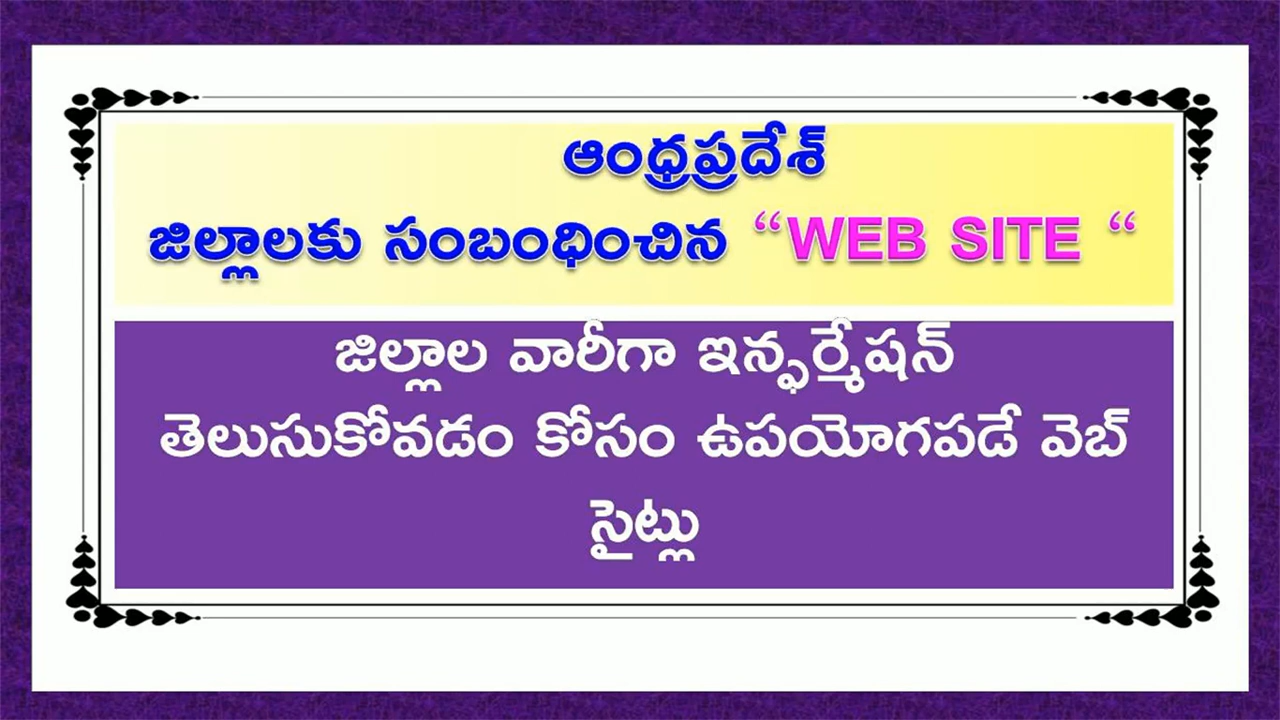 ఆంధ్రప్రదేశ్
జిల్లాలకు సంబంధించిన “WEB SITE “
జిల్లాల వారీగా ఇన్ఫర్మేషన్
తెలుసుకోవడం కోసం ఉపయోగపడే వెబ్
సైట్లు